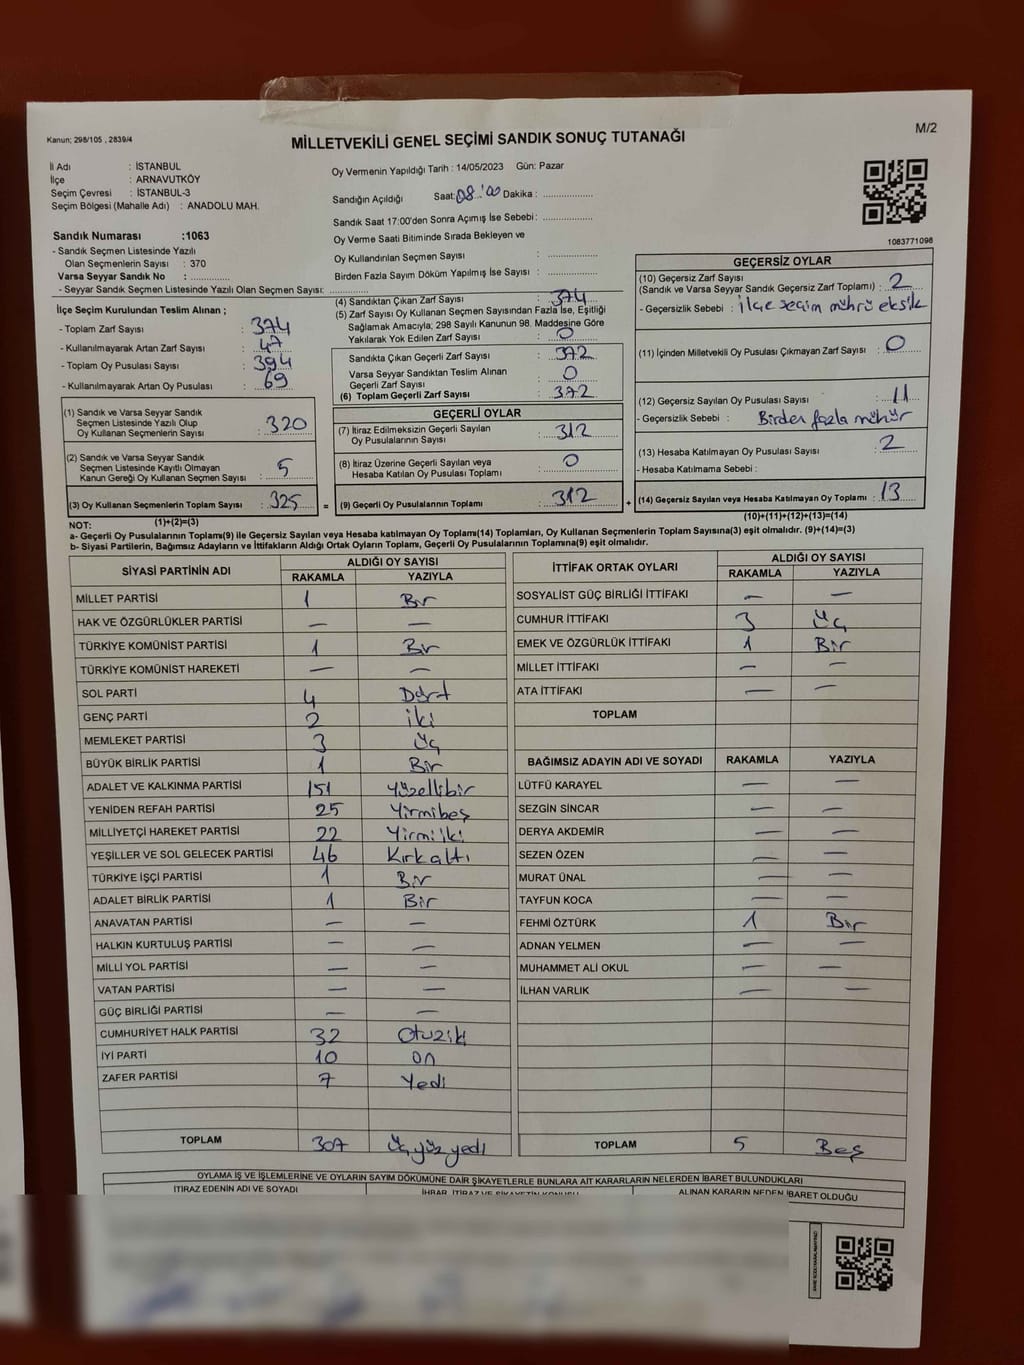 Kanun; 298/105 , 2839/4
M/2
MİLLETVEKİLİ GENEL SEÇİMİ SANDIK SONUÇ TUTANAĞI
İl Adı : İSTANBUL
İlçe : ARNAVUTKÖY
Seçim Çevresi : İSTANBUL-3
Seçim Bölgesi (Mahalle Adı) : ANADOLU MAH.
Sandık Numarası :1063
- Sandık Seçmen Listesinde Yazılı
Olan Seçmenlerin Sayısı : 370
Varsa Seyyar Sandık No : ............
- Seyyar Sandık Seçmen Listesinde Yazılı Olan Seçmen Sayısı: ............
Oy Vermenin Yapıldığı Tarih : 14/05/2023 Gün: Pazar
Sandığın Açıldığı Saat:08:00 Dakika : ............
Sandık Saat 17:00'den Sonra Açımış İse Sebebi: ............
Oy Verme Saati Bitiminde Sırada Bekleyen ve
Oy Kullandırılan Seçmen Sayısı : ............
Birden Fazla Sayım Döküm Yapılmış İse Sayısı : ............
1083771098
İlçe Seçim Kurulundan Teslim Alınan ;
- Toplam Zarf Sayısı : 374
- Kullanılmayarak Artan Zarf Sayısı : 47
- Toplam Oy Pusulası Sayısı : 394
- Kullanılmayarak Artan Oy Pusulası : 69
(1) Sandık ve Varsa Seyyar Sandık
Seçmen Listesinde Yazılı Olup
Oy Kullanan Seçmenlerin Sayısı : 320
(2) Sandık ve Varsa Seyyar Sandık
Seçmen Listesinde Kayıtlı Olmayan
Kanun Gereği Oy Kullanan Seçmen Sayısı : 5
(3) Oy Kullanan Seçmenlerin Toplam Sayısı : 325
(1)+(2)=(3)
(4) Sandıktan Çıkan Zarf Sayısı : 374
(5) Zarf Sayısı Oy Kullanan Seçmen Sayısından Fazla İse, Eşitliği
Sağlamak Amacıyla; 298 Sayılı Kanunun 98. Maddesine Göre
Yakılarak Yok Edilen Zarf Sayısı : 0
Sandıkta Çıkan Geçerli Zarf Sayısı : 372
Varsa Seyyar Sandıktan Teslim Alınan
Geçerli Zarf Sayısı : 0
(6) Toplam Geçerli Zarf Sayısı : 372
GEÇERLİ OYLAR
(7) İtiraz Edilmeksizin Geçerli Sayılan
Oy Pusulalarının Sayısı : 312
(8) İtiraz Üzerine Geçerli Sayılan veya
Hesaba Katılan Oy Pusulası Toplamı : 0
= (9) Geçerli Oy Pusulalarının Toplamı : 312
GEÇERSİZ OYLAR
(10) Geçersiz Zarf Sayısı
(Sandık ve Varsa Seyyar Sandık Geçersiz Zarf Toplamı) : 2
- Geçersizlik Sebebi : İlçe seçim mührü eksik
(11) İçinden Milletvekili Oy Pusulası Çıkmayan Zarf Sayısı : 0
(12) Geçersiz Sayılan Oy Pusulası Sayısı : 11
- Geçersizlik Sebebi : Birden fazla mühür
(13) Hesaba Katılmayan Oy Pusulası Sayısı : 2
- Hesaba Katılmama Sebebi :
+ (14) Geçersiz Sayılan veya Hesaba Katılmayan Oy Toplamı : 13
(10)+(11)+(12)+(13)=(14)
NOT:
a- Geçerli Oy Pusulalarının Toplamı(9) ile Geçersiz Sayılan veya Hesaba katılmayan Oy Toplamı(14) Toplamları, Oy Kullanan Seçmenlerin Toplam Sayısına(3) eşit olmalıdır. (9)+(14)=(3)
b- Siyasi Partilerin, Bağımsız Adayların ve İttifakların Aldığı Ortak Oyların Toplamı, Geçerli Oy Pusulalarının Toplamına(9) eşit olmalıdır.
SİYASİ PARTİNİN ADI ALDIĞI OY SAYISI
RAKAMLA YAZIYLA
MİLLET PARTİSİ 1 Bir
HAK VE ÖZGÜRLÜKLER PARTİSİ — —
TÜRKİYE KOMÜNİST PARTİSİ 1 Bir
TÜRKİYE KOMÜNİST HAREKETİ — —
SOL PARTİ 4 Dört
GENÇ PARTİ 2 iki
MEMLEKET PARTİSİ 3 Üç
BÜYÜK BİRLİK PARTİSİ 1 Bir
ADALET VE KALKINMA PARTİSİ 151 Yüzellibir
YENİDEN REFAH PARTİSİ 25 Yirmibeş
MİLLİYETÇİ HAREKET PARTİSİ 22 Yirmiiki
YEŞİLLER VE SOL GELECEK PARTİSİ 46 Kırkaltı
TÜRKİYE İŞÇİ PARTİSİ 1 Bir
ADALET BİRLİK PARTİSİ 1 Bir
ANAVATAN PARTİSİ — —
HALKIN KURTULUŞ PARTİSİ — —
MİLLİ YOL PARTİSİ — —
VATAN PARTİSİ — —
GÜÇ BİRLİĞİ PARTİSİ — —
CUMHURİYET HALK PARTİSİ 32 Otuziki
İYİ PARTİ 10 on
ZAFER PARTİSİ 7 Yedi
TOPLAM 307 Üçyüzyedi
İTTİFAK ORTAK OYLARI ALDIĞI OY SAYISI
RAKAMLA YAZIYLA
SOSYALİST GÜÇ BİRLİĞİ İTTİFAKI — —
CUMHUR İTTİFAKI 3 Üç
EMEK VE ÖZGÜRLÜK İTTİFAKI 1 Bir
MİLLET İTTİFAKI — —
ATA İTTİFAKI — —
TOPLAM
BAĞIMSIZ ADAYIN ADI VE SOYADI RAKAMLA YAZIYLA
LÜTFÜ KARAYEL — —
SEZGİN SİNCAR — —
DERYA AKDEMİR — —
SEZEN ÖZEN — —
MURAT ÜNAL — —
TAYFUN KOCA — —
FEHMİ ÖZTÜRK 1 Bir
ADNAN YELMEN — —
MUHAMMET ALİ OKUL — —
İLHAN VARLIK — —
TOPLAM 5 Beş
OYLAMA İŞ VE İŞLEMLERİNE VE OYLARIN SAYIM DÖKÜMÜNE DAİR ŞİKAYETLERLE BUNLARA AİT KARARLARIN NELERDEN İBARET BULUNDUKLARI
İTİRAZ EDENİN ADI VE SOYADI İHBAR, İTİRAZ VE ŞİKAYETİN KONUSU ALINAN KARARIN NEDEN İBARET OLDUĞU